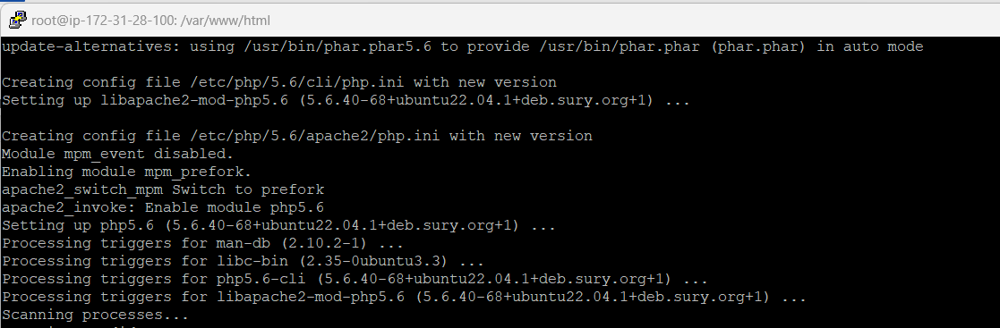 root@ip-172-31-28-100: /var/www/html
update-alternatives: using /usr/bin/phar.phar5.6 to provide /usr/bin/phar.phar (phar.phar) in auto mode
Creating config file /etc/php/5.6/cli/php.ini with new version
Setting up libapache2-mod-php5.6 (5.6.40-68+ubuntu22.04.1+deb.sury.org+1) ...
Creating config file /etc/php/5.6/apache2/php.ini with new version
Module mpm_event disabled.
Enabling module mpm_prefork.
apache2_switch_mpm Switch to prefork
apache2_invoke: Enable module php5.6
Setting up php5.6 (5.6.40-68+ubuntu22.04.1+deb.sury.org+1) ...
Processing triggers for man-db (2.10.2-1) ...
Processing triggers for libc-bin (2.35-0ubuntu3.3) ...
Processing triggers for php5.6-cli (5.6.40-68+ubuntu22.04.1+deb.sury.org+1) ...
Processing triggers for libapache2-mod-php5.6 (5.6.40-68+ubuntu22.04.1+deb.sury.org+1) ...
Scanning processes...